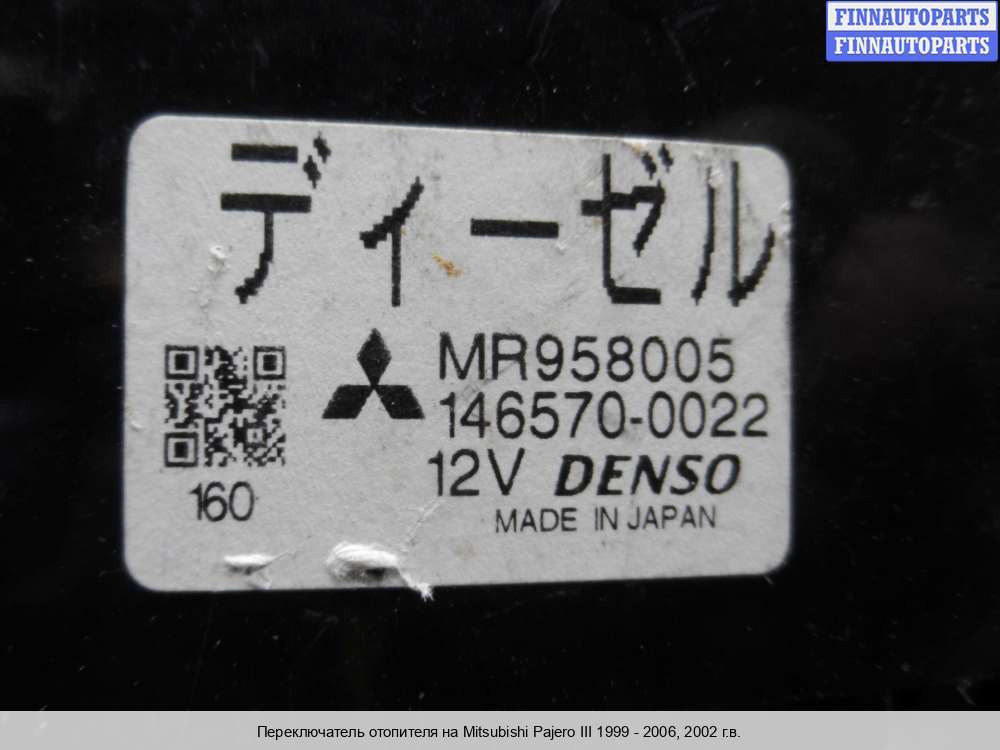 FINNAUTOPARTS
FINNAUTOPARTS
ディーゼル
MR958005
146570-0022
12V DENSO
160
MADE IN JAPAN
Переключатель отопителя на Mitsubishi Pajero III 1999 - 2006, 2002 г.в.